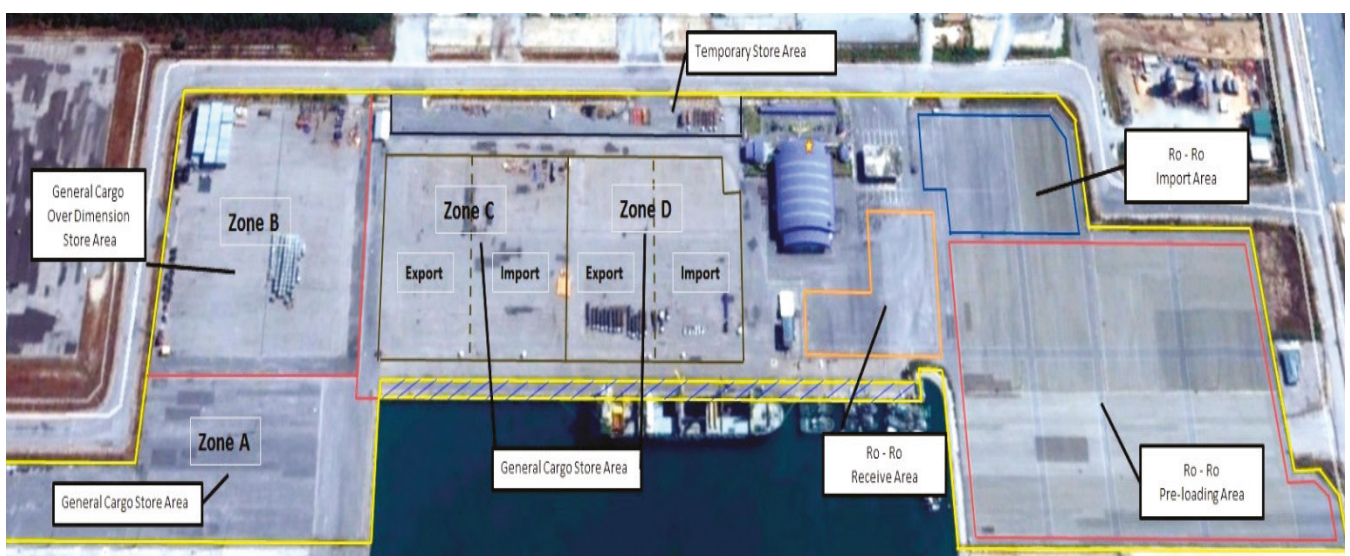 Temporary Store Area
Ro - Ro
Import Area
General Cargo
Over Dimension
Store Area
Zone B
Zone C
Zone D
Export
Import
Export
Import
Zone A
General Cargo Store Area
General Cargo Store Area
Ro - Ro
Receive Area
Ro - Ro
Pre-loading Area